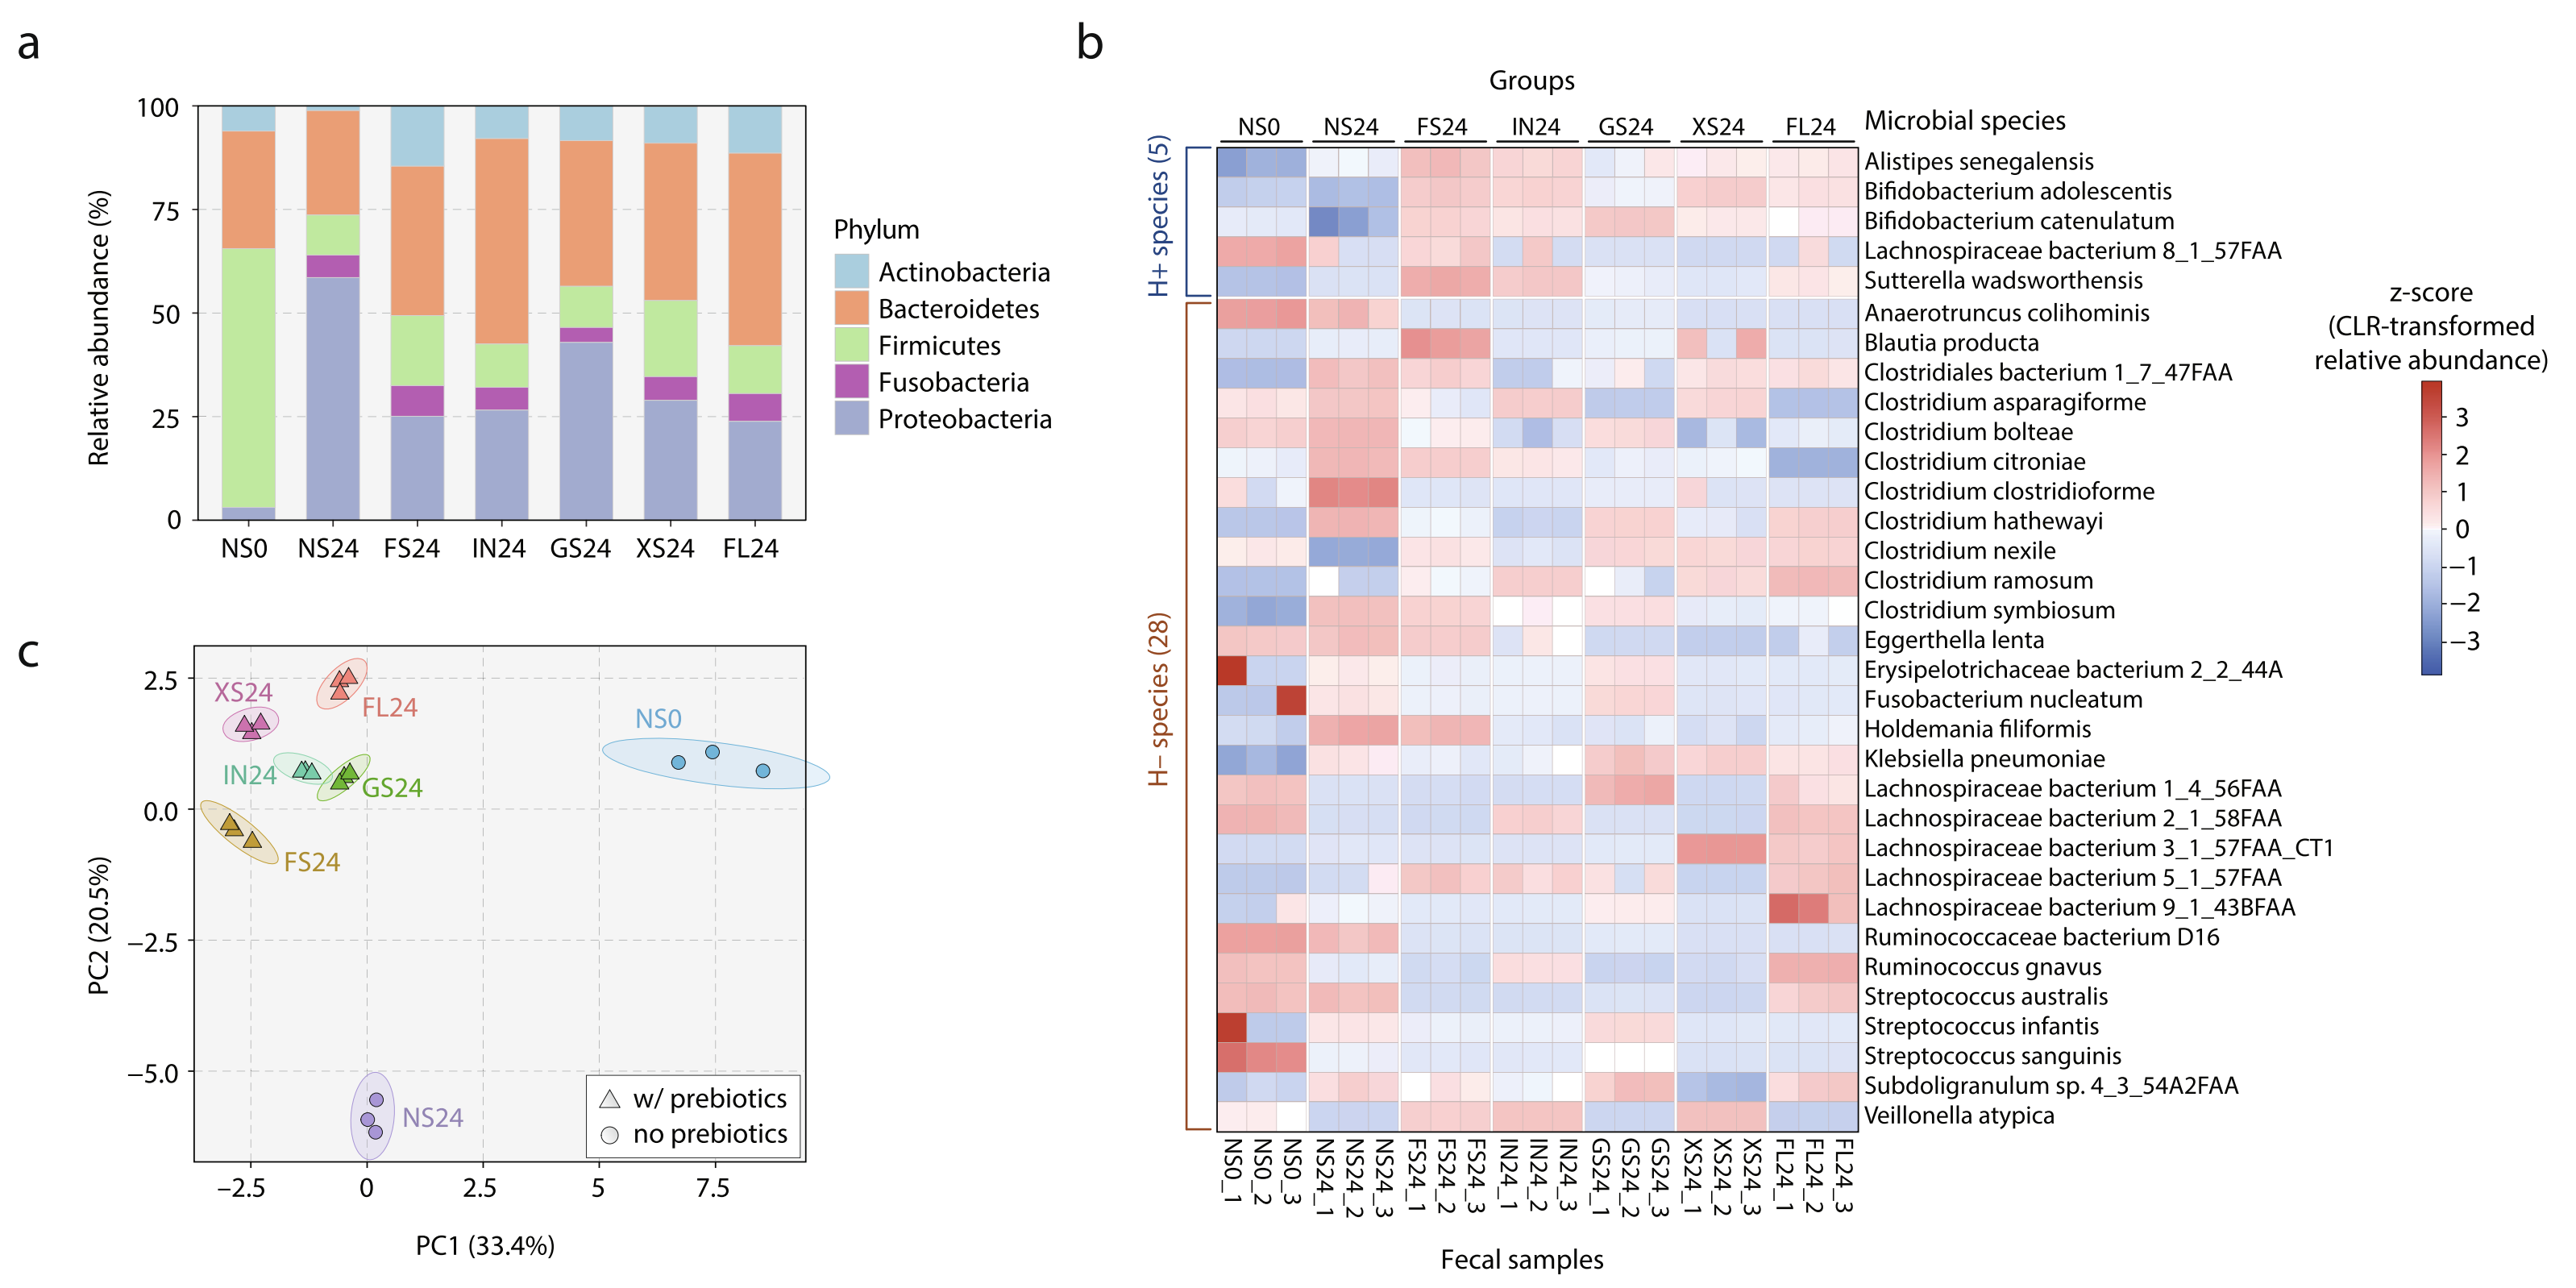 a
100
75
50
25
0
Relative abundance (%)
NS0 NS24 FS24 IN24 GS24 XS24 FL24
Phylum
Actinobacteria
Bacteroidetes
Firmicutes
Fusobacteria
Proteobacteria
b
Groups
NS0 NS24 FS24 IN24 GS24 XS24 FL24
Microbial species
H+ species (5)
Alistipes senegalensis
Bifidobacterium adolescentis
Bifidobacterium catenulatum
Lachnospiraceae bacterium 8_1_57FAA
Sutterella wadsworthensis
H− species (28)
Anaerotruncus colihominis
Blautia producta
Clostridiales bacterium 1_7_47FAA
Clostridium asparagiforme
Clostridium bolteae
Clostridium citroniae
Clostridium clostridioforme
Clostridium hathewayi
Clostridium nexile
Clostridium ramosum
Clostridium symbiosum
Eggerthella lenta
Erysipelotrichaceae bacterium 2_2_44A
Fusobacterium nucleatum
Holdemania filiformis
Klebsiella pneumoniae
Lachnospiraceae bacterium 1_4_56FAA
Lachnospiraceae bacterium 2_1_58FAA
Lachnospiraceae bacterium 3_1_57FAA_CT1
Lachnospiraceae bacterium 5_1_57FAA
Lachnospiraceae bacterium 9_1_43BFAA
Ruminococcaceae bacterium D16
Ruminococcus gnavus
Streptococcus australis
Streptococcus infantis
Streptococcus sanguinis
Subdoligranulum sp. 4_3_54A2FAA
Veillonella atypica
NS0_1 NS0_2 NS0_3 NS24_1 NS24_2 NS24_3 FS24_1 FS24_2 FS24_3 IN24_1 IN24_2 IN24_3 GS24_1 GS24_2 GS24_3 XS24_1 XS24_2 XS24_3 FL24_1 FL24_2 FL24_3
Fecal samples
z-score
(CLR-transformed
relative abundance)
3
2
1
0
−1
−2
−3
c
2.5
0.0
−2.5
−5.0
PC2 (20.5%)
XS24
FL24
NS0
IN24
GS24
FS24
NS24
w/ prebiotics
no prebiotics
−2.5 0 2.5 5 7.5
PC1 (33.4%)